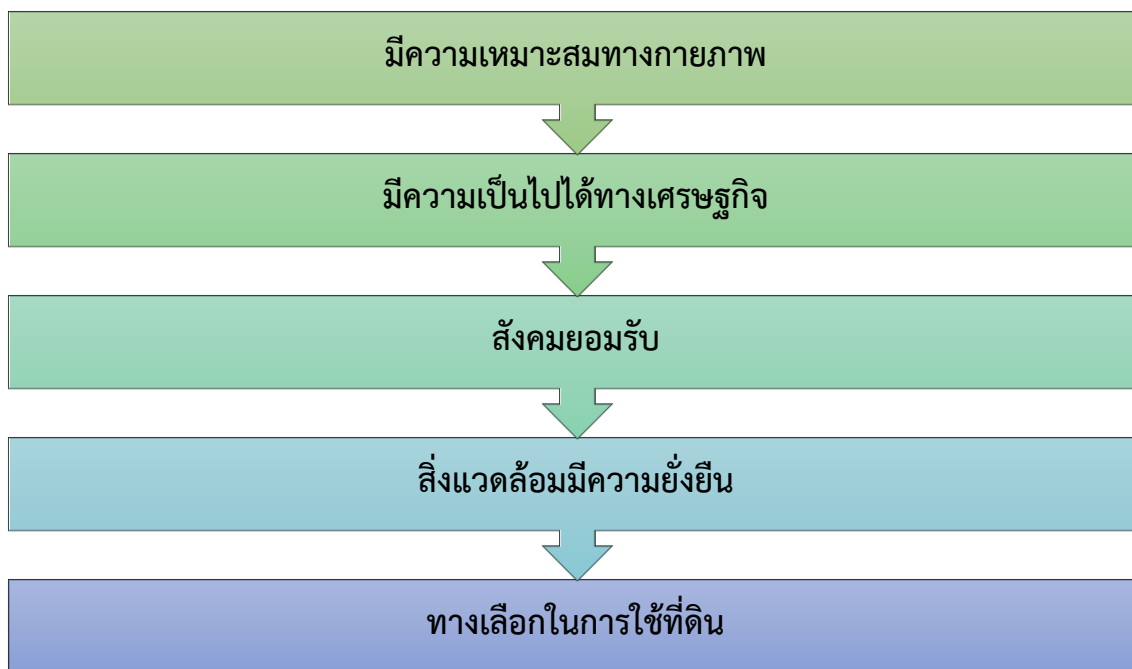 มีความเหมาะสมทางกายภาพ
มีความเป็นไปได้ทางเศรษฐกิจ
สังคมยอมรับ
สิ่งแวดล้อมมีความยั่งยืน
ทางเลือกในการใช้ที่ดิน